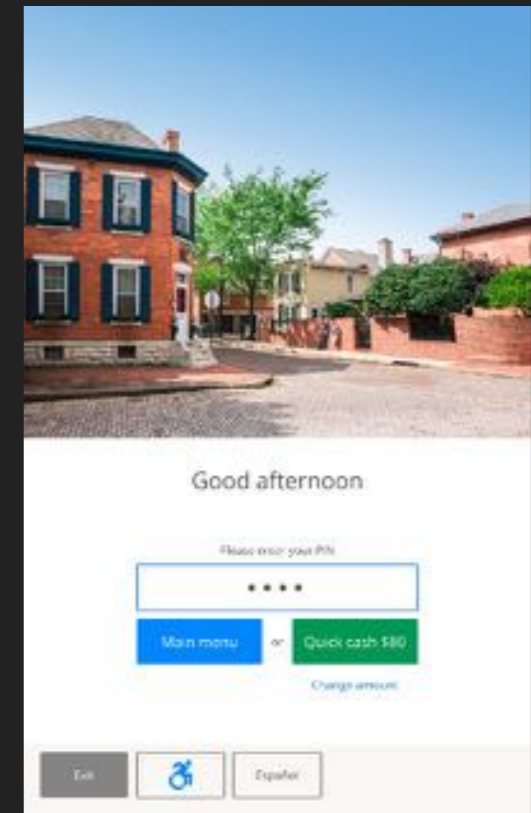 Good afternoon
Please enter your PIN
• • • •
Main menu or Quick cash $80
Change amount
Exit Español